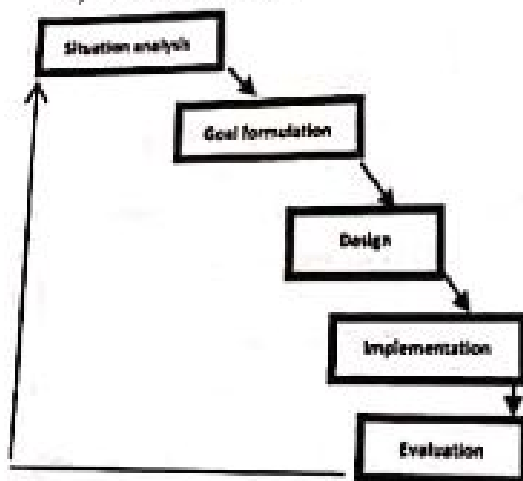 Situation analysis
Goal formulation
Design
Implementation
Evaluation